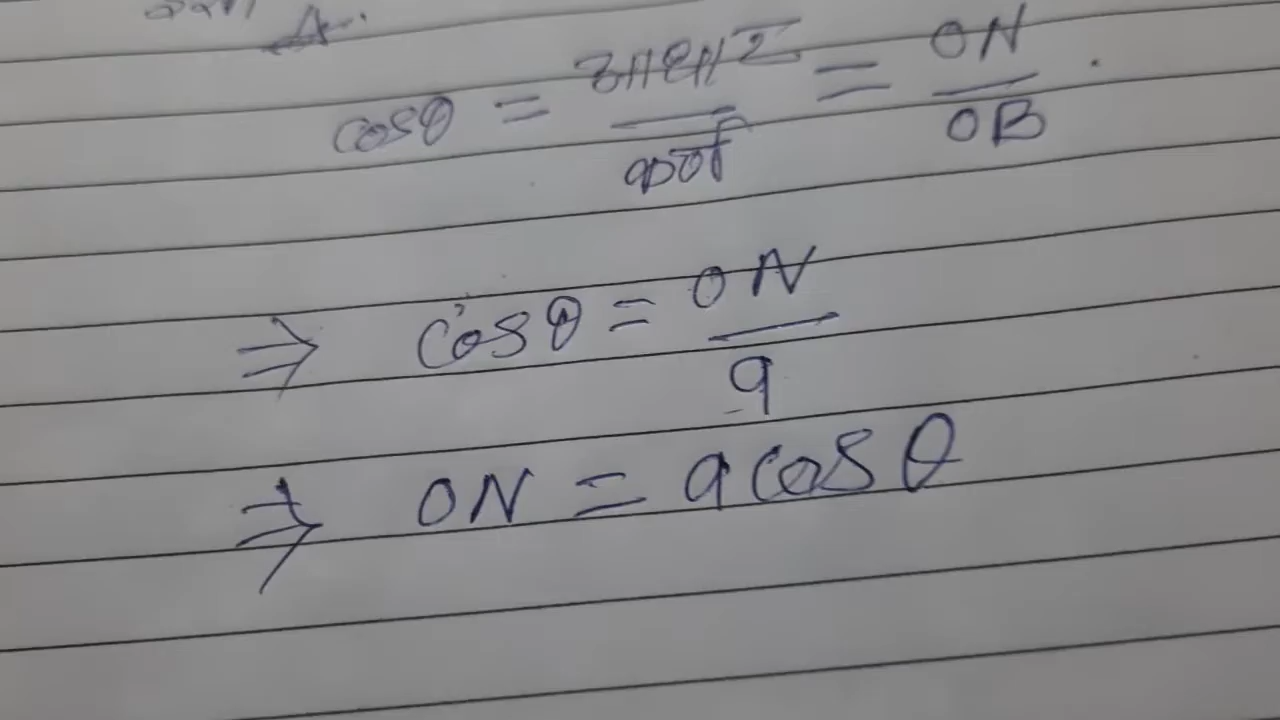 cosθ = आधार / कर्ण = ON / OB .
⇒ cosθ = ON / a
⇒ ON = a cosθ